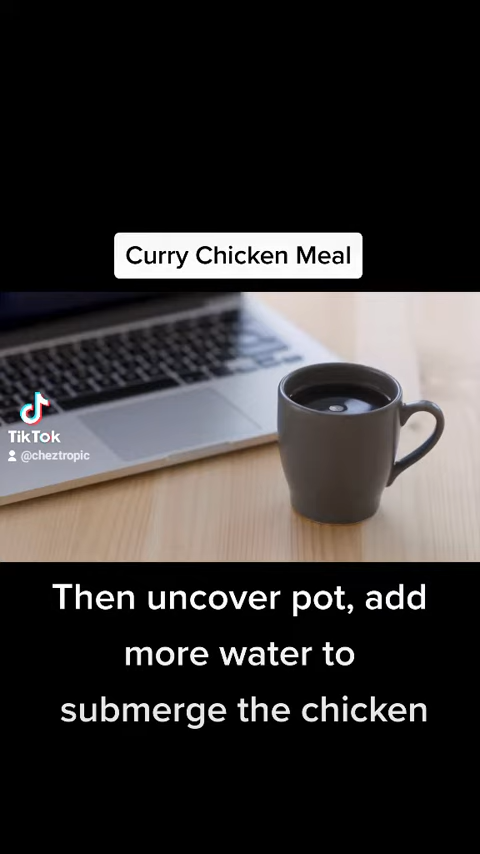 Curry Chicken Meal
TikTok
@cheztropic
Then uncover pot, add
more water to
submerge the chicken